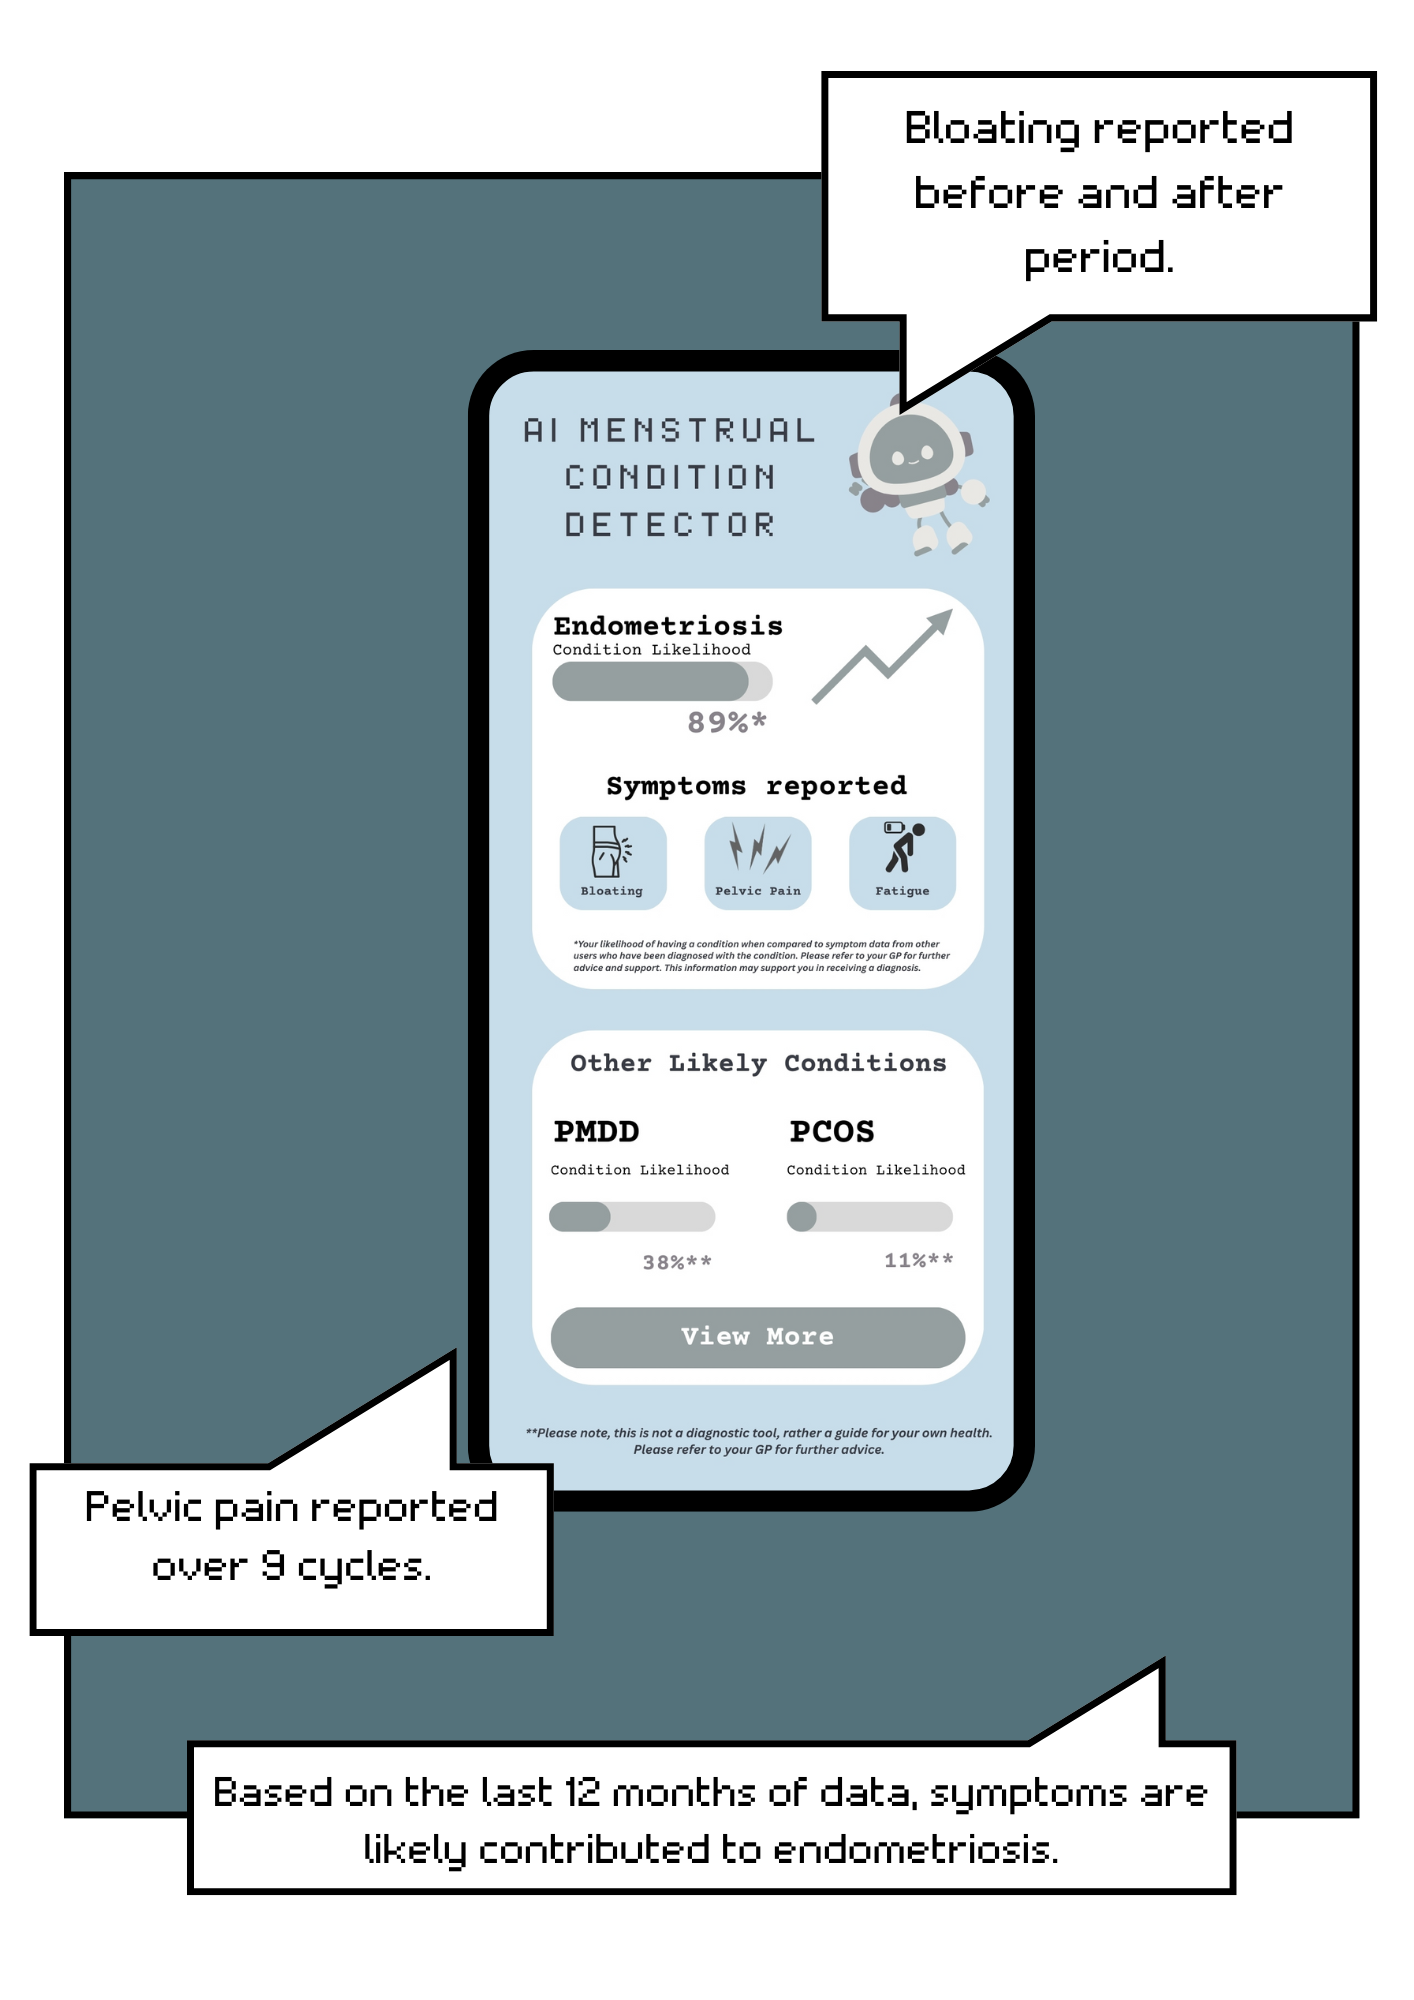 Bloating reported
before and after
period.
AI MENSTRUAL
CONDITION
DETECTOR
Endometriosis
Condition Likelihood
89%*
Symptoms reported
Bloating
Pelvic Pain
Fatigue
*Your likelihood of having a condition when compared to symptom data from other
users who have been diagnosed with the condition. Please refer to your GP for further
advice and support. This information may support you in receiving a diagnosis.
Other Likely Conditions
PMDD
Condition Likelihood
38%**
PCOS
Condition Likelihood
11%**
View More
**Please note, this is not a diagnostic tool, rather a guide for your own health.
Please refer to your GP for further advice.
Pelvic pain reported
over 9 cycles.
Based on the last 12 months of data, symptoms are
likely contributed to endometriosis.